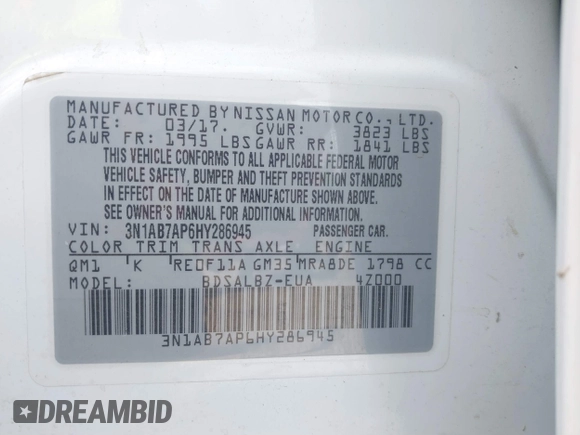 MANUFACTURED BY NISSAN MOTOR CO., LTD.
DATE: 03/17. GVWR: 3823 LBS
GAWR FR: 1995 LBS GAWR RR: 1841 LBS
THIS VEHICLE CONFORMS TO ALL APPLICABLE FEDERAL MOTOR
VEHICLE SAFETY, BUMPER AND THEFT PREVENTION STANDARDS
IN EFFECT ON THE DATE OF MANUFACTURE SHOWN ABOVE.
SEE OWNER'S MANUAL FOR ADDITIONAL INFORMATION.
VIN: 3N1AB7AP6HY286945 PASSENGER CAR.
COLOR TRIM TRANS AXLE ENGINE
QM1 K RE0F11A GM35 MRA8DE 1798 CC
MODEL: BDSALBZ-EUA 4Z000
3N1AB7AP6HY286945
DREAMBID